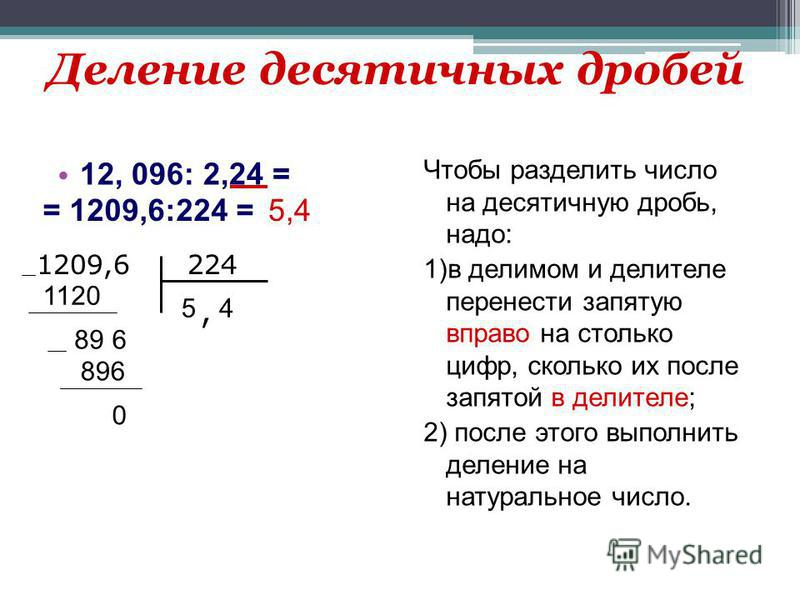 Деление десятичных дробей
• 12, 096: 2,24 =
= 1209,6:224 = 5,4
_1209,6 224
1120
5,4
_ 89 6
896
0
Чтобы разделить число
на десятичную дробь,
надо:
1)в делимом и делителе
перенести запятую
вправо на столько
цифр, сколько их после
запятой в делителе;
2) после этого выполнить
деление на
натуральное число.
MyShared